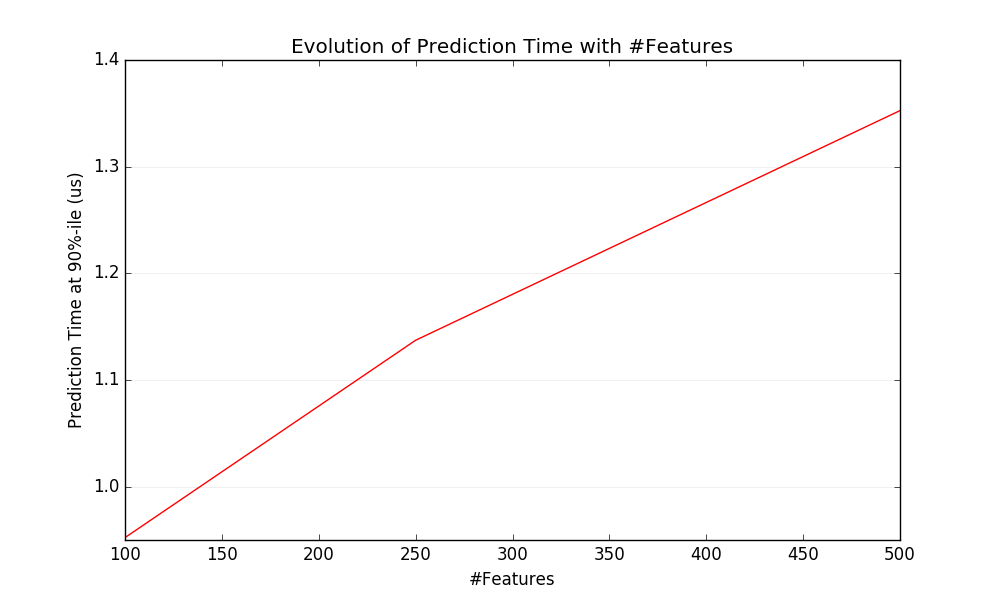 Evolution of Prediction Time with #Features
Prediction Time at 90%-ile (us)
1.4
1.3
1.2
1.1
1.0
100 150 200 250 300 350 400 450 500
#Features